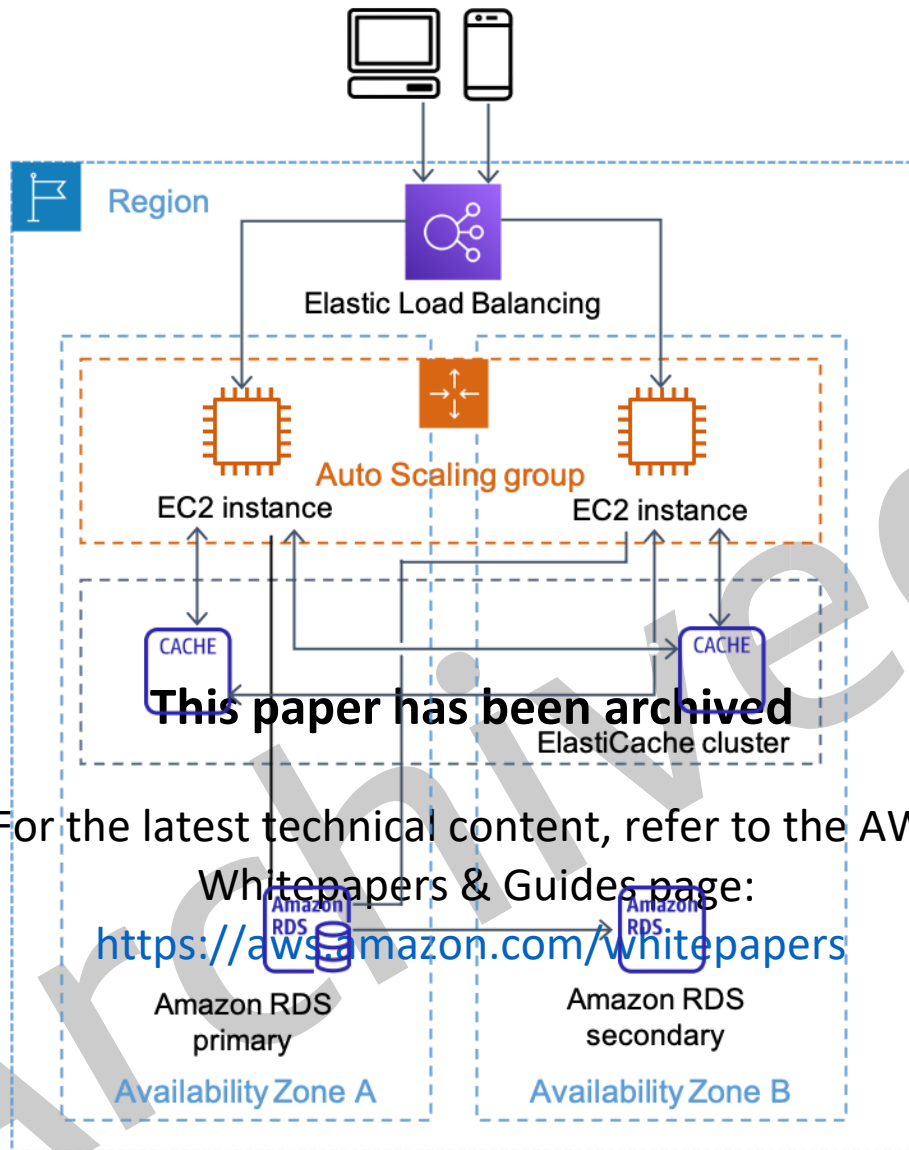 Region
Elastic Load Balancing
Auto Scaling group
EC2 instance
EC2 instance
CACHE
CACHE
This paper has been archived
ElastiCache cluster
For the latest technical content, refer to the AW
Whitepapers & Guides page:
Amazon
RDS
Amazon
RDS
https://aws.amazon.com/whitepapers
Amazon RDS
primary
Amazon RDS
secondary
Availability Zone A
Availability Zone B
Archived